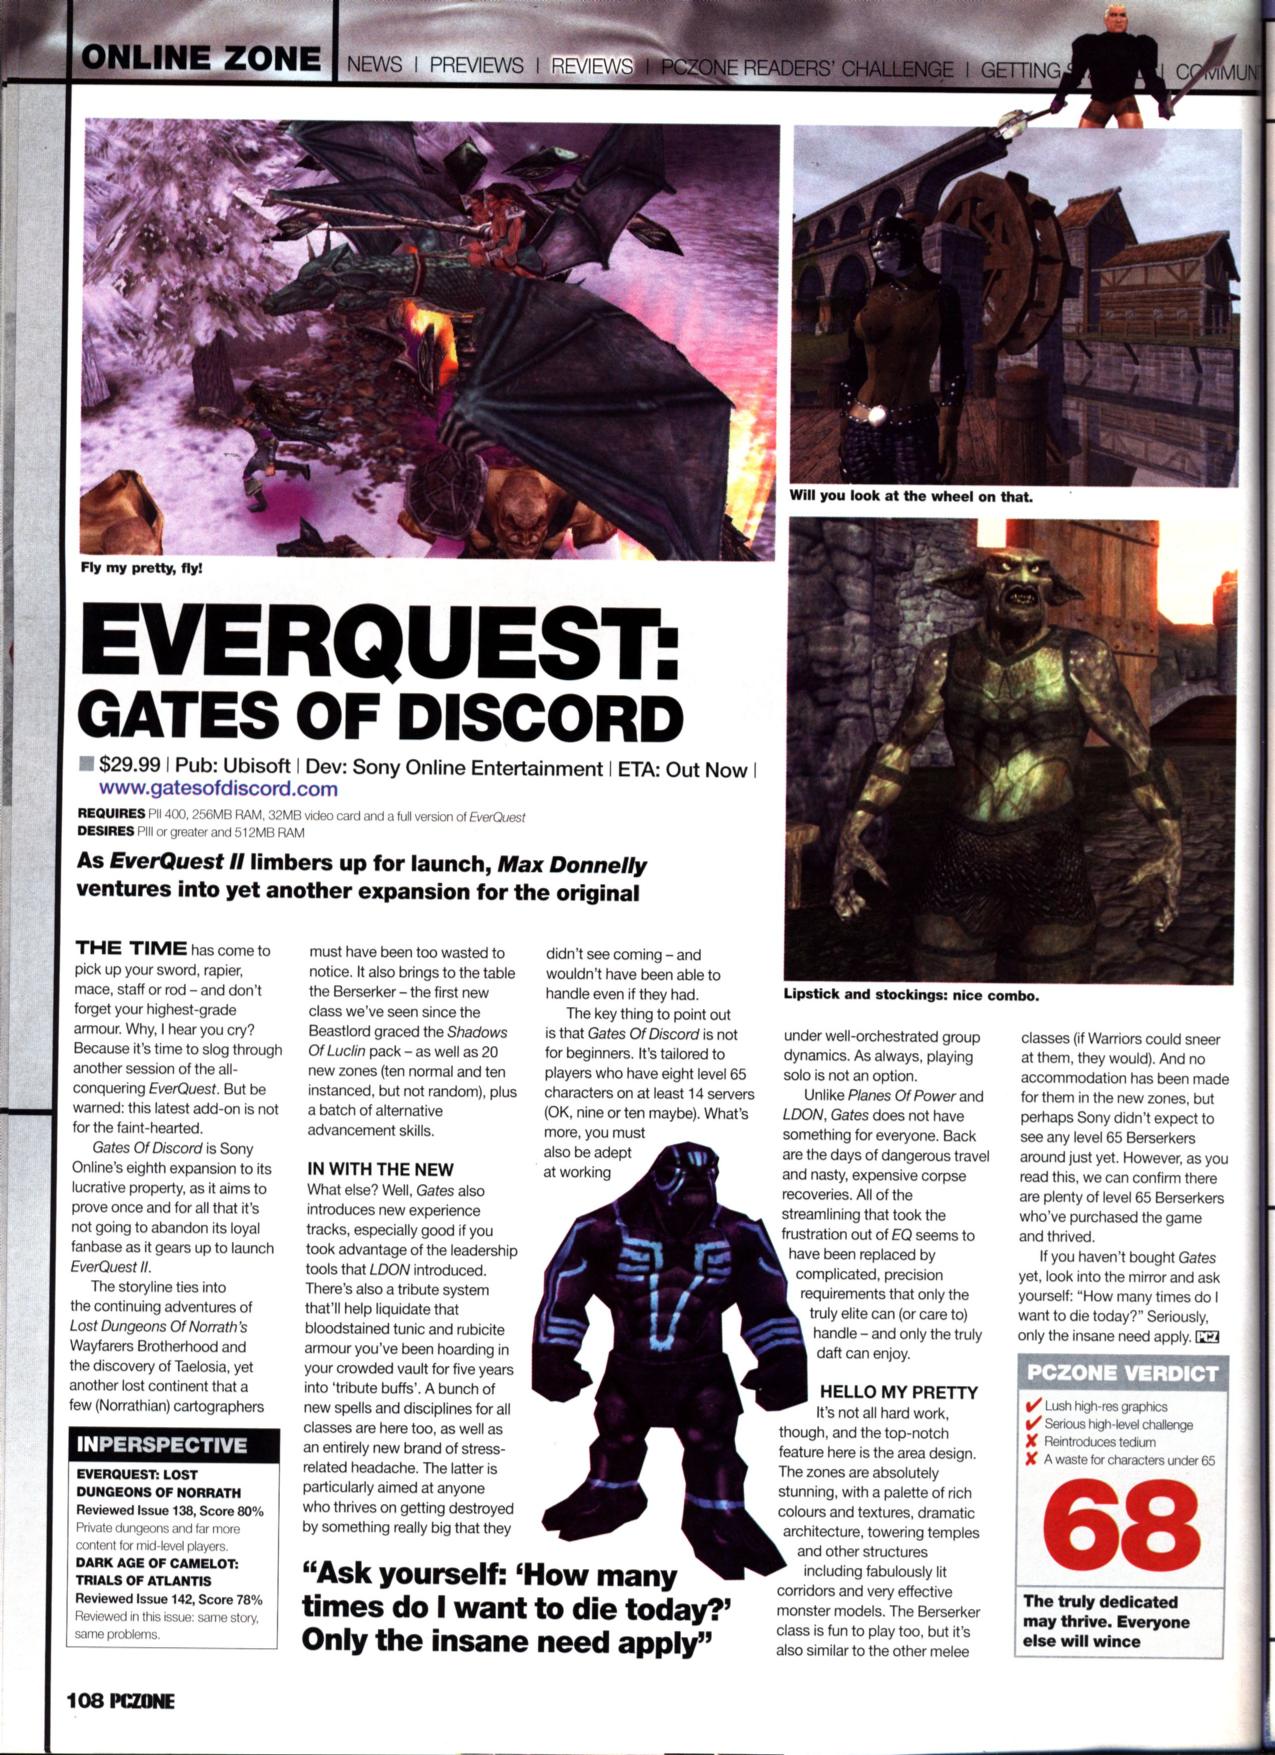 ONLINE ZONE
NEWS | PREVIEWS | REVIEWS | PCZONE READERS' CHALLENGE | GETTING | COMMUN
Fly my pretty, fly!
Will you look at the wheel on that.
Lipstick and stockings: nice combo.
EVERQUEST:
GATES OF DISCORD
$29.99 | Pub: Ubisoft | Dev: Sony Online Entertainment | ETA: Out Now |
www.gatesofdiscord.com
REQUIRES PII 400, 256MB RAM, 32MB video card and a full version of EverQuest
DESIRES PIII or greater and 512MB RAM
As EverQuest II limbers up for launch, Max Donnelly
ventures into yet another expansion for the original
THE TIME has come to
pick up your sword, rapier,
mace, staff or rod – and don't
forget your highest-grade
armour. Why, I hear you cry?
Because it's time to slog through
another session of the all-
conquering EverQuest. But be
warned: this latest add-on is not
for the faint-hearted.
Gates Of Discord is Sony
Online's eighth expansion to its
lucrative property, as it aims to
prove once and for all that it's
not going to abandon its loyal
fanbase as it gears up to launch
EverQuest II.
The storyline ties into
the continuing adventures of
Lost Dungeons Of Norrath's
Wayfarers Brotherhood and
the discovery of Taelosia, yet
another lost continent that a
few (Norrathian) cartographers
INPERSPECTIVE
EVERQUEST: LOST
DUNGEONS OF NORRATH
Reviewed Issue 138, Score 80%
Private dungeons and far more
content for mid-level players.
DARK AGE OF CAMELOT:
TRIALS OF ATLANTIS
Reviewed Issue 142, Score 78%
Reviewed in this issue: same story,
same problems.
must have been too wasted to
notice. It also brings to the table
the Berserker – the first new
class we've seen since the
Beastlord graced the Shadows
Of Luclin pack – as well as 20
new zones (ten normal and ten
instanced, but not random), plus
a batch of alternative
advancement skills.
IN WITH THE NEW
What else? Well, Gates also
introduces new experience
tracks, especially good if you
took advantage of the leadership
tools that LDON introduced.
There's also a tribute system
that'll help liquidate that
bloodstained tunic and rubicite
armour you've been hoarding in
your crowded vault for five years
into 'tribute buffs'. A bunch of
new spells and disciplines for all
classes are here too, as well as
an entirely new brand of stress-
related headache. The latter is
particularly aimed at anyone
who thrives on getting destroyed
by something really big that they
didn't see coming – and
wouldn't have been able to
handle even if they had.
The key thing to point out
is that Gates Of Discord is not
for beginners. It's tailored to
players who have eight level 65
characters on at least 14 servers
(OK, nine or ten maybe). What's
more, you must
also be adept
at working
"Ask yourself: 'How many
times do I want to die today?'
Only the insane need apply"
under well-orchestrated group
dynamics. As always, playing
solo is not an option.
Unlike Planes Of Power and
LDON, Gates does not have
something for everyone. Back
are the days of dangerous travel
and nasty, expensive corpse
recoveries. All of the
streamlining that took the
frustration out of EQ seems to
have been replaced by
complicated, precision
requirements that only the
truly elite can (or care to)
handle – and only the truly
daft can enjoy.
HELLO MY PRETTY
It's not all hard work,
though, and the top-notch
feature here is the area design.
The zones are absolutely
stunning, with a palette of rich
colours and textures, dramatic
architecture, towering temples
and other structures
including fabulously lit
corridors and very effective
monster models. The Berserker
class is fun to play too, but it's
also similar to the other melee
classes (if Warriors could sneer
at them, they would). And no
accommodation has been made
for them in the new zones, but
perhaps Sony didn't expect to
see any level 65 Berserkers
around just yet. However, as you
read this, we can confirm there
are plenty of level 65 Berserkers
who've purchased the game
and thrived.
If you haven't bought Gates
yet, look into the mirror and ask
yourself: "How many times do I
want to die today?" Seriously,
only the insane need apply. PCZ
PCZONE VERDICT
✔ Lush high-res graphics
✔ Serious high-level challenge
✘ Reintroduces tedium
✘ A waste for characters under 65
68
The truly dedicated
may thrive. Everyone
else will wince
108 PCZONE